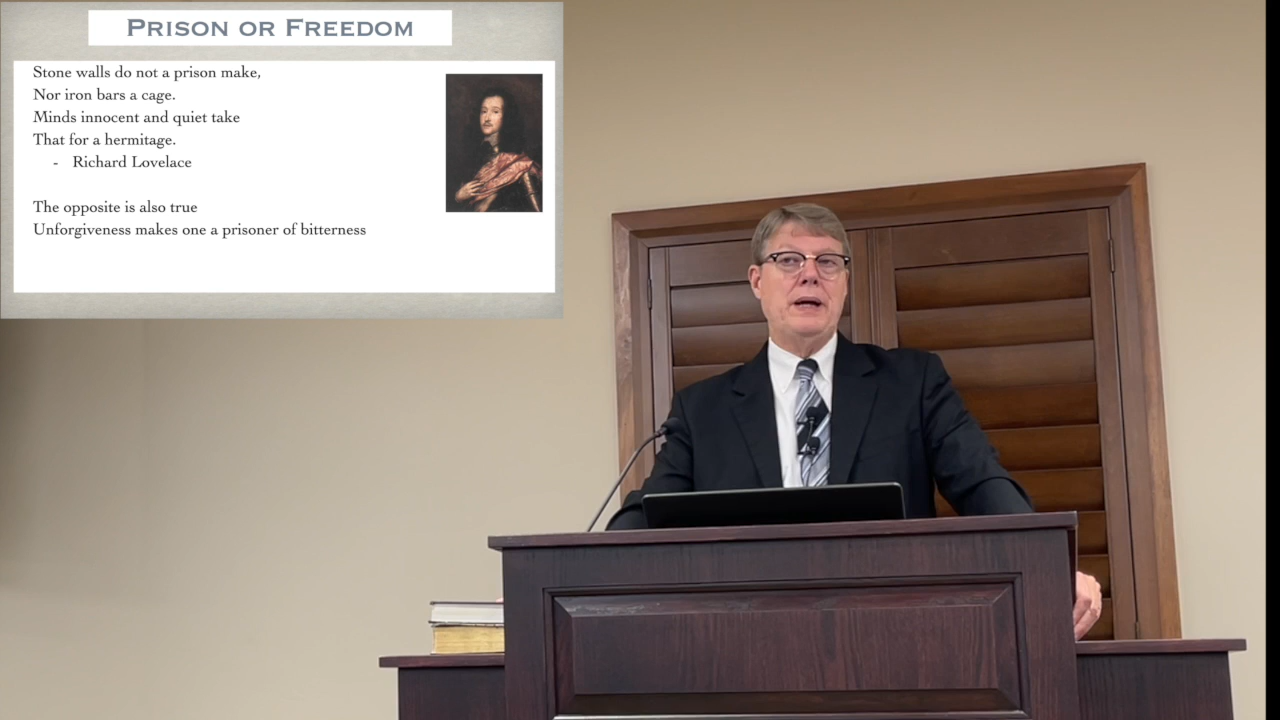 PRISON OR FREEDOM
Stone walls do not a prison make,
Nor iron bars a cage.
Minds innocent and quiet take
That for a hermitage.
- Richard Lovelace
The opposite is also true
Unforgiveness makes one a prisoner of bitterness